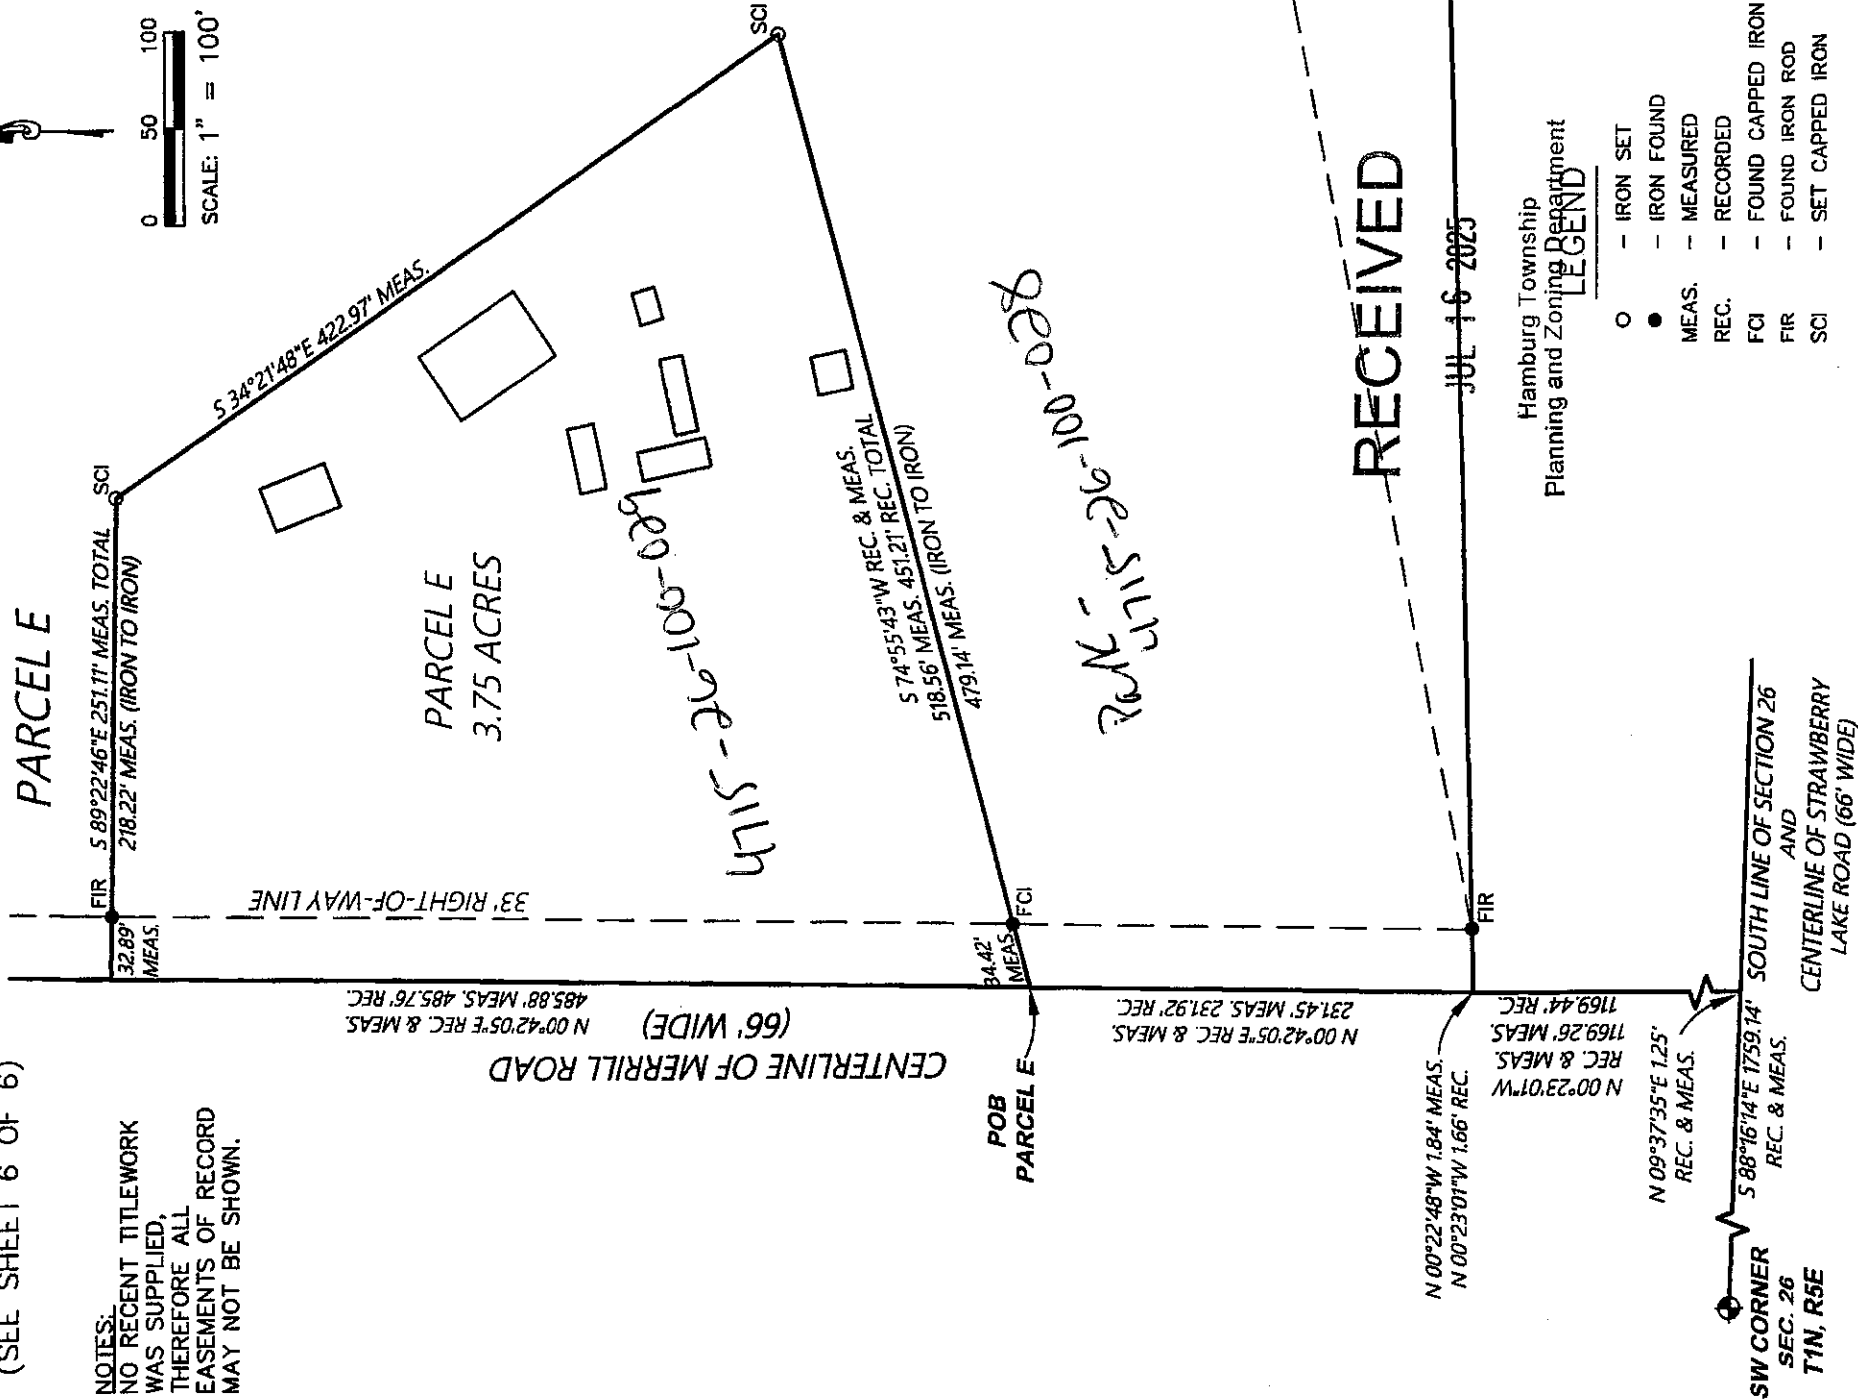 (SEE SHEET 6 OF 6)
PARCEL E
NOTES:
NO RECENT TITLEWORK
WAS SUPPLIED,
THEREFORE ALL
EASEMENTS OF RECORD
MAY NOT BE SHOWN.
0 50 100
SCALE: 1" = 100'
FIR
S 89°22'46"E 251.11' MEAS. TOTAL
218.22' MEAS. (IRON TO IRON)
SCI
32.89'
MEAS.
S 34°21'48"E 422.97' MEAS.
SCI
33' RIGHT-OF-WAY LINE
PARCEL E
3.75 ACRES
4715-26-100-029
S 74°55'43"W REC. & MEAS.
518.56' MEAS. 451.21' REC. TOTAL
479.14' MEAS. (IRON TO IRON)
34.42'
MEAS.
FCI
N 00°42'05"E REC. & MEAS.
485.88' MEAS. 485.76' REC.
CENTERLINE OF MERRILL ROAD
(66' WIDE)
POB
PARCEL E
N 00°42'05"E REC. & MEAS.
231.45 MEAS. 231.92' REC.
4715-26-100-028
RECEIVED
JUL 16 2025
Hamburg Township
Planning and Zoning Department
FIR
N 00°22'48"W 1.84' MEAS.
N 00°23'01"W 1.66' REC.
N 00°23'01"W
REC. & MEAS.
1169.26' MEAS.
1169.44' REC.
N 09°37'35"E 1.25'
REC. & MEAS.
S 88°16'14"E 1759.14'
REC. & MEAS.
SOUTH LINE OF SECTION 26
AND
CENTERLINE OF STRAWBERRY
LAKE ROAD (66' WIDE)
SW CORNER
SEC. 26
T1N, R5E
LEGEND
- IRON SET
- IRON FOUND
MEAS. - MEASURED
REC. - RECORDED
FCI - FOUND CAPPED IRON
FIR - FOUND IRON ROD
SCI - SET CAPPED IRON